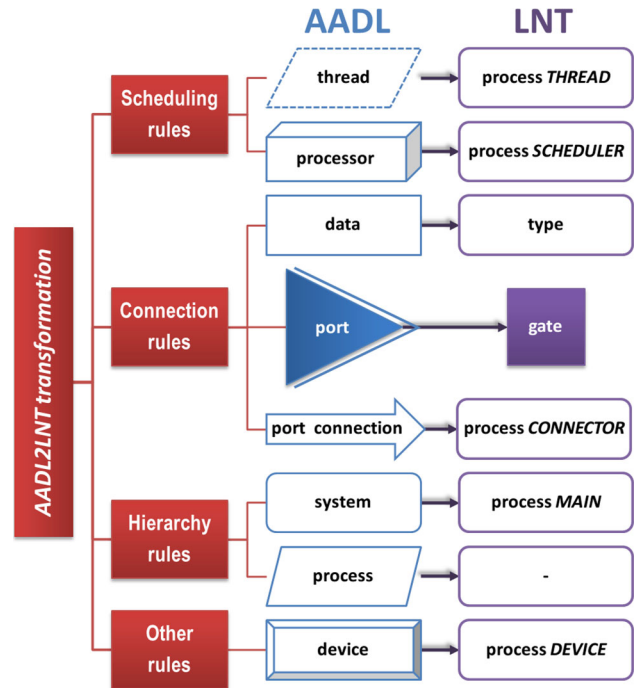 AADL LNT
AADL2LNT transformation
Scheduling
rules
thread
process THREAD
processor
process SCHEDULER
Connection
rules
data
type
port
gate
port connection
process CONNECTOR
Hierarchy
rules
system
process MAIN
process
-
Other
rules
device
process DEVICE